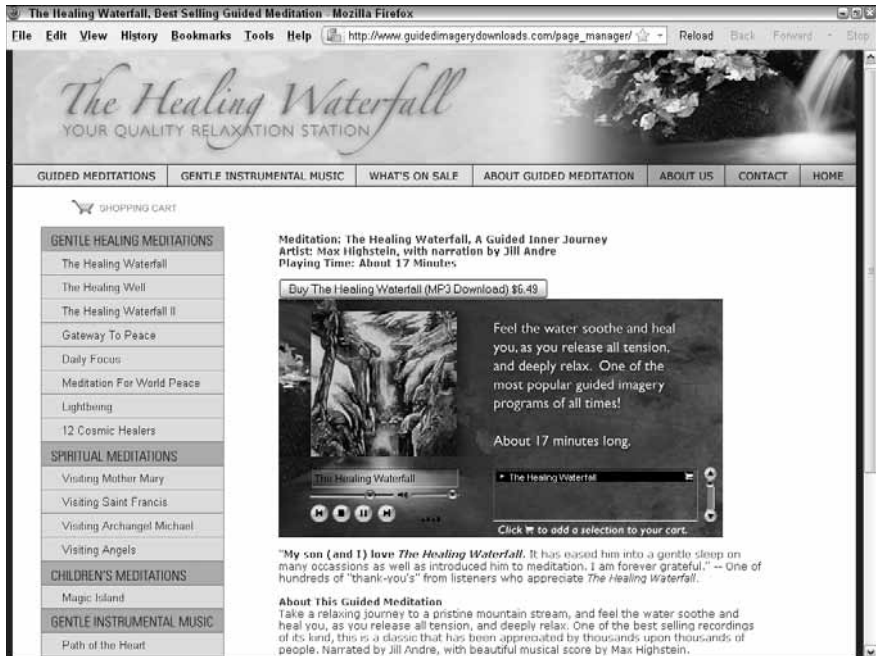 The Healing Waterfall, Best Selling Guided Meditation - Mozilla Firefox
File Edit View History Bookmarks Tools Help http://www.guidedimagerydownloads.com/page_manager/ Reload Back Forward Stop
The Healing Waterfall
YOUR QUALITY RELAXATION STATION
GUIDED MEDITATIONS GENTLE INSTRUMENTAL MUSIC WHAT'S ON SALE ABOUT GUIDED MEDITATION ABOUT US CONTACT HOME
SHOPPING CART
GENTLE HEALING MEDITATIONS
The Healing Waterfall
The Healing Well
The Healing Waterfall II
Gateway To Peace
Daily Focus
Meditation For World Peace
Lightbeing
12 Cosmic Healers
SPIRITUAL MEDITATIONS
Visiting Mother Mary
Visiting Saint Francis
Visiting Archangel Michael
Visiting Angels
CHILDREN'S MEDITATIONS
Magic Island
GENTLE INSTRUMENTAL MUSIC
Path of the Heart
Meditation: The Healing Waterfall, A Guided Inner Journey
Artist: Max Highstein, with narration by Jill Andre
Playing Time: About 17 Minutes
Buy The Healing Waterfall (MP3 Download) $6.49
Feel the water soothe and heal
you, as you release all tension,
and deeply relax. One of the
most popular guided imagery
programs of all times!
About 17 minutes long.
The Healing Waterfall
The Healing Waterfall
Click to add a selection to your cart.
"My son (and I) love The Healing Waterfall. It has eased him into a gentle sleep on
many occassions as well as introduced him to meditation. I am forever grateful." -- One of
hundreds of "thank-you's" from listeners who appreciate The Healing Waterfall.
About This Guided Meditation
Take a relaxing journey to a pristine mountain stream, and feel the water soothe and
heal you, as you release all tension, and deeply relax. One of the best selling recordings
of its kind, this is a classic that has been appreciated by thousands upon thousands of
people. Narrated by Jill Andre, with beautiful musical score by Max Highstein.